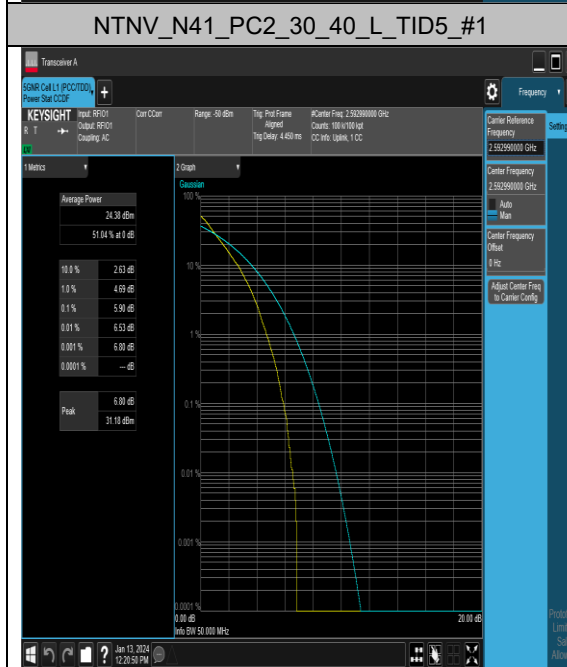 NTNV_N41_PC2_30_40_L_TID5_#1
Transceiver A
5GNR Cell L1 (PCC/TDD),
Power Stat CCDF
Frequency
KEYSIGHT
R T
Input: RFIO1
Output: RFIO1
Coupling: AC
Corr CCorr
Range: -50 dBm
Trig: Prot Frame
Aligned
Trig Delay: 4.450 ms
#Center Freq: 2.592990000 GHz
Counts: 100 k/100 kpt
CC Info: Uplink, 1 CC
Carrier Reference
Frequency
2.592990000 GHz
Settings
Center Frequency
2.592990000 GHz
Auto
Man
Center Frequency
Offset
0 Hz
Adjust Center Freq
to Carrier Config
1 Metrics
Average Power
24.38 dBm
51.04 % at 0 dB
10.0 % 2.63 dB
1.0 % 4.69 dB
0.1 % 5.90 dB
0.01 % 6.53 dB
0.001 % 6.80 dB
0.0001 % --- dB
Peak
6.80 dB
31.18 dBm
2 Graph
Gaussian
100 %
10 %
1 %
0.1 %
0.01 %
0.001 %
0.0001 %
0.00 dB
20.00 dB
Info BW 50.000 MHz
Jan 13, 2024
12:20:50 PM